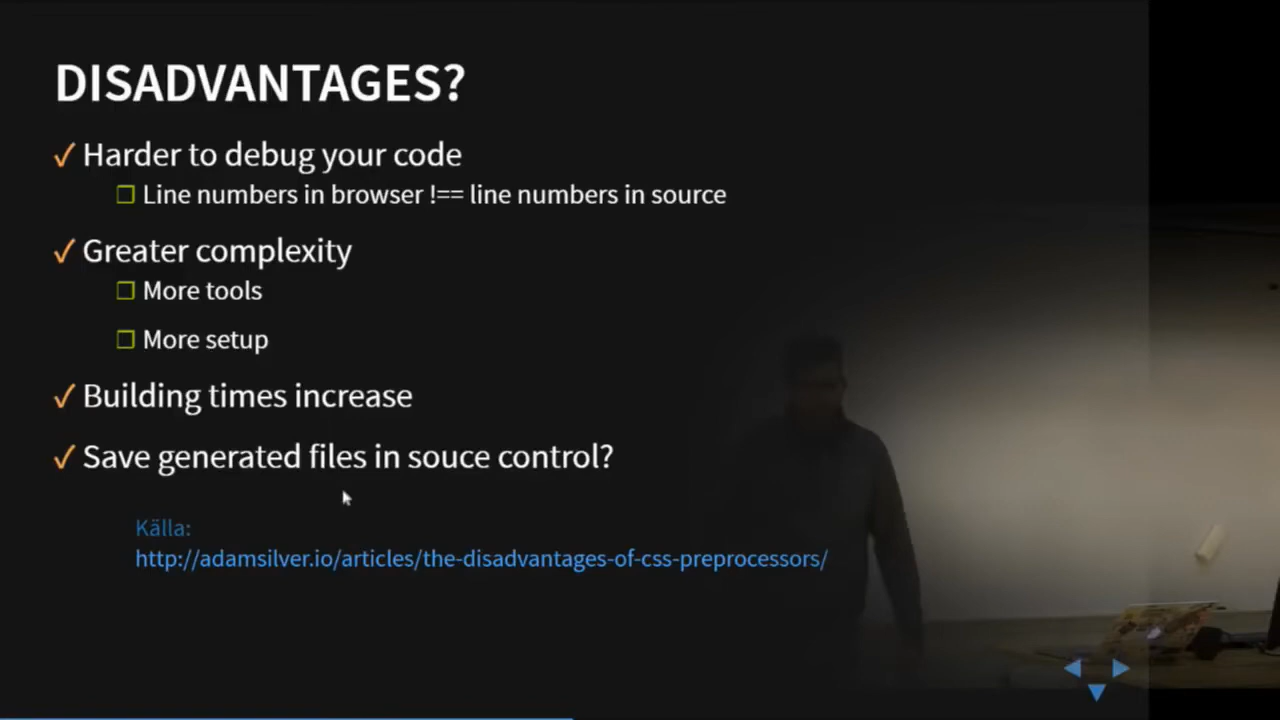 DISADVANTAGES?
✓ Harder to debug your code
❐ Line numbers in browser !== line numbers in source
✓ Greater complexity
❐ More tools
❐ More setup
✓ Building times increase
✓ Save generated files in souce control?
Källa:
http://adamsilver.io/articles/the-disadvantages-of-css-preprocessors/